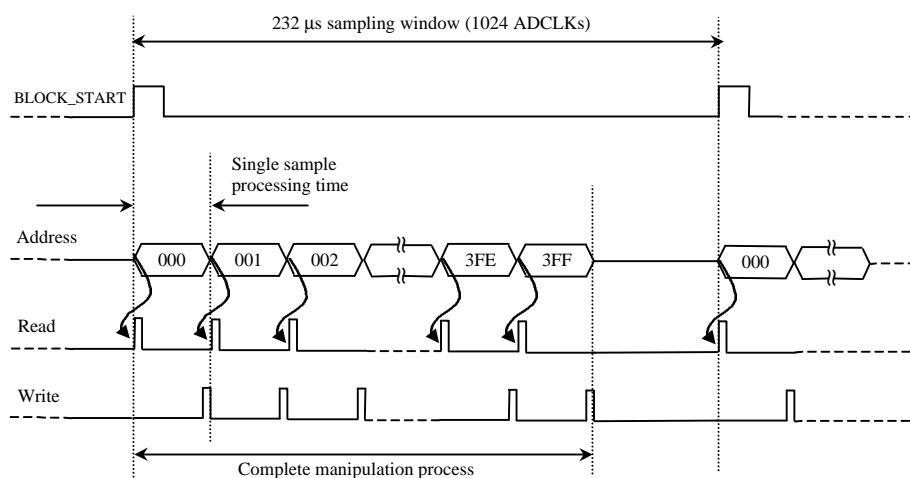 232 μs sampling window (1024 ADCLKs)
BLOCK_START
Single sample
processing time
Address
000
001
002
3FE
3FF
000
Read
Write
Complete manipulation process